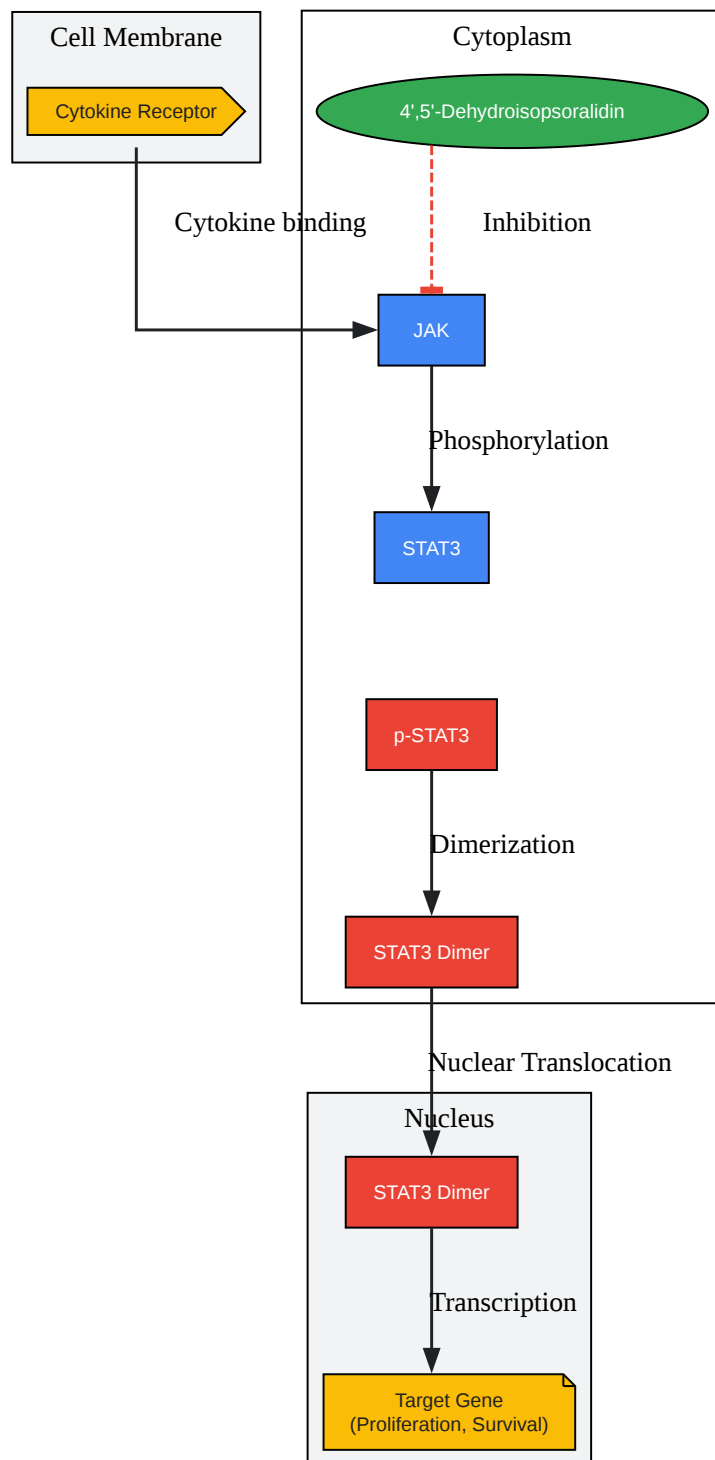 Cell Membrane
Cytokine Receptor
Cytoplasm
4',5'-Dehydroisopsoralidin
Cytokine binding
Inhibition
JAK
Phosphorylation
STAT3
p-STAT3
Dimerization
STAT3 Dimer
Nuclear Translocation
Nucleus
STAT3 Dimer
Transcription
Target Gene
(Proliferation, Survival)